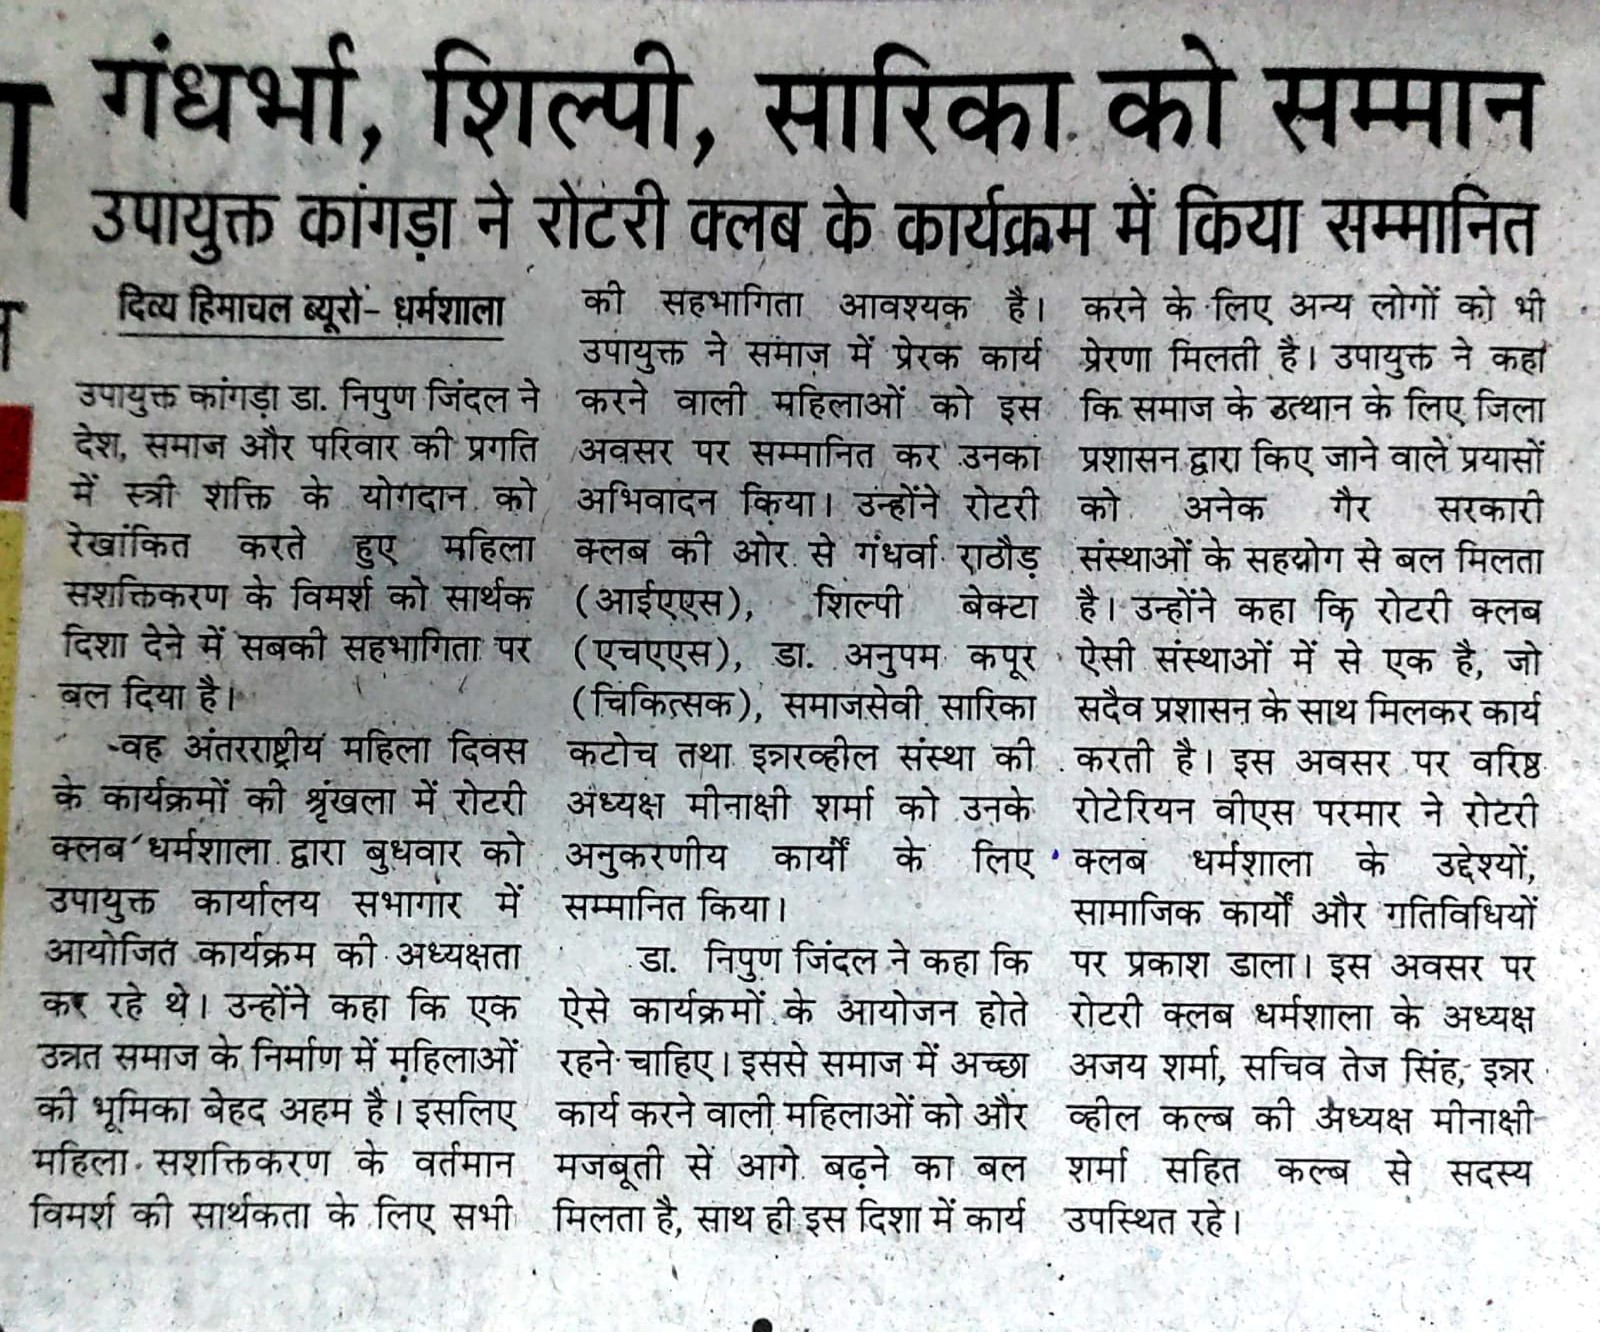 गंधर्भा, शिल्पी, सारिका को सम्मान
उपायुक्त कांगड़ा ने रोटरी क्लब के कार्यक्रम में किया सम्मानित
दिव्य हिमाचल ब्यूरो- धर्मशाला
उपायुक्त कांगड़ा डा. निपुण जिंदल ने
देश, समाज और परिवार की प्रगति
में स्त्री शक्ति के योगदान को
रेखांकित करते हुए महिला
सशक्तिकरण के विमर्श को सार्थक
दिशा देने में सबकी सहभागिता पर
बल दिया है।
वह अंतरराष्ट्रीय महिला दिवस
के कार्यक्रमों की श्रृंखला में रोटरी
क्लब धर्मशाला द्वारा बुधवार को
उपायुक्त कार्यालय सभागार में
आयोजित कार्यक्रम की अध्यक्षता
कर रहे थे। उन्होंने कहा कि एक
उन्नत समाज के निर्माण में महिलाओं
की भूमिका बेहद अहम है। इसलिए
महिला सशक्तिकरण के वर्तमान
विमर्श की सार्थकता के लिए सभी
की सहभागिता आवश्यक है।
उपायुक्त ने समाज में प्रेरक कार्य
करने वाली महिलाओं को इस
अवसर पर सम्मानित कर उनका
अभिवादन किया। उन्होंने रोटरी
क्लब की ओर से गंधर्वा राठौड़
(आईएएस), शिल्पी बेक्टा
(एचएएस), डा. अनुपम कपूर
(चिकित्सक), समाजसेवी सारिका
कटोच तथा इन्नरव्हील संस्था की
अध्यक्ष मीनाक्षी शर्मा को उनके
अनुकरणीय कार्यों के लिए
सम्मानित किया।
डा. निपुण जिंदल ने कहा कि
ऐसे कार्यक्रमों के आयोजन होते
रहने चाहिए। इससे समाज में अच्छा
कार्य करने वाली महिलाओं को और
मजबूती सें आगे बढ़ने का बल
मिलता है, साथ ही इस दिशा में कार्य
करने के लिए अन्य लोगों को भी
प्रेरणा मिलती है। उपायुक्त ने कहा
कि समाज के उत्थान के लिए जिला
प्रशासन द्वारा किए जाने वाले प्रयासों
को अनेक गैर सरकारी
संस्थाओं के सहयोग से बल मिलता
है। उन्होंने कहा कि रोटरी क्लब
ऐसी संस्थाओं में से एक है, जो
सदैव प्रशासन के साथ मिलकर कार्य
करती है। इस अवसर पर वरिष्ठ
रोटेरियन वीएस परमार ने रोटरी
क्लब धर्मशाला के उद्देश्यों,
सामाजिक कार्यों और गतिविधियों
पर प्रकाश डाला। इस अवसर पर
रोटरी क्लब धर्मशाला के अध्यक्ष
अजय शर्मा, सचिव तेज सिंह, इन्नर
व्हील कल्ब की अध्यक्ष मीनाक्षी
शर्मा सहित कल्ब से सदस्य
उपस्थित रहे।